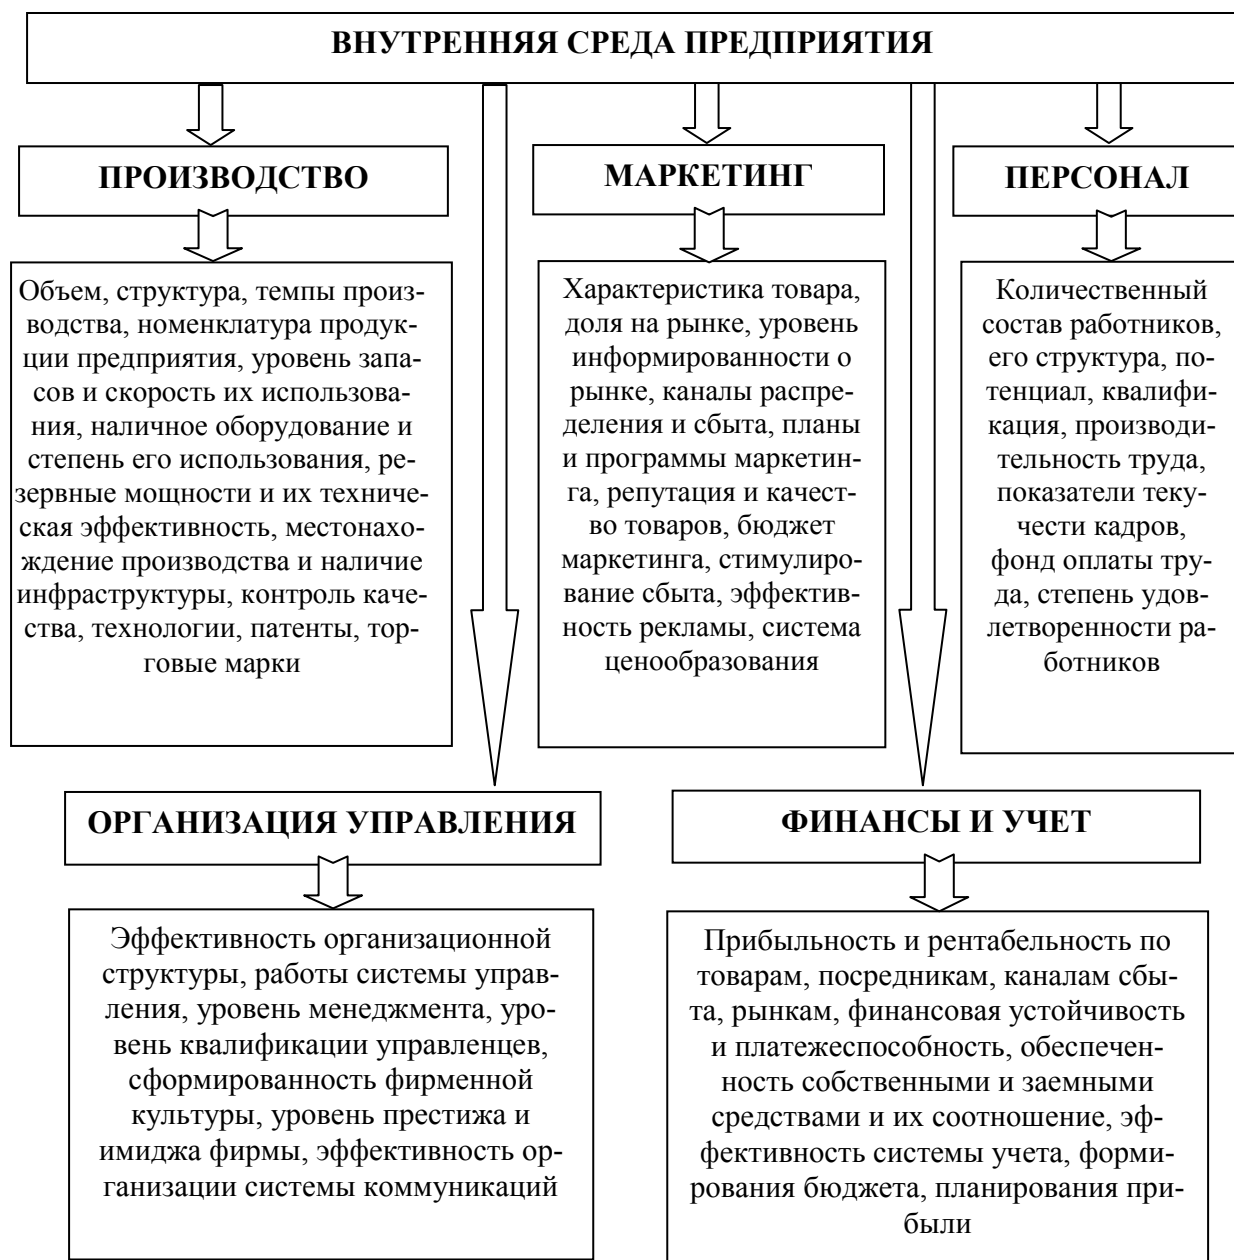 ВНУТРЕННЯЯ СРЕДА ПРЕДПРИЯТИЯ
ПРОИЗВОДСТВО
Объем, структура, темпы произ-
водства, номенклатура продук-
ции предприятия, уровень запа-
сов и скорость их использова-
ния, наличное оборудование и
степень его использования, ре-
зервные мощности и их техниче-
ская эффективность, местонахо-
ждение производства и наличие
инфраструктуры, контроль каче-
ства, технологии, патенты, тор-
говые марки
МАРКЕТИНГ
Характеристика товара,
доля на рынке, уровень
информированности о
рынке, каналы распре-
деления и сбыта, планы
и программы маркетин-
га, репутация и качест-
во товаров, бюджет
маркетинга, стимулиро-
вание сбыта, эффектив-
ность рекламы, система
ценообразования
ПЕРСОНАЛ
Количественный
состав работников,
его структура, по-
тенциал, квалифи-
кация, производи-
тельность труда,
показатели теку-
чести кадров,
фонд оплаты тру-
да, степень удов-
летворенности ра-
ботников
ОРГАНИЗАЦИЯ УПРАВЛЕНИЯ
Эффективность организационной
структуры, работы системы управ-
ления, уровень менеджмента, уро-
вень квалификации управленцев,
сформированность фирменной
культуры, уровень престижа и
имиджа фирмы, эффективность ор-
ганизации системы коммуникаций
ФИНАНСЫ И УЧЕТ
Прибыльность и рентабельность по
товарам, посредникам, каналам сбы-
та, рынкам, финансовая устойчивость
и платежеспособность, обеспечен-
ность собственными и заемными
средствами и их соотношение, эф-
фективность системы учета, форми-
рования бюджета, планирования при-
были